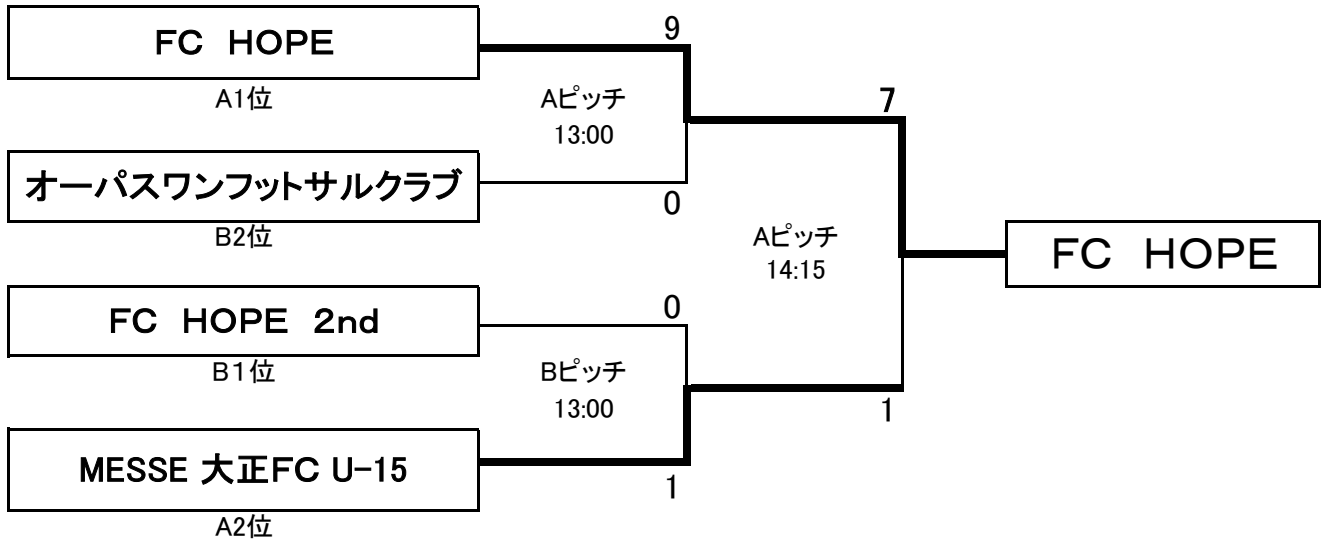 FC　HOPE
A1位
9
Aピッチ
13:00
オーパスワンフットサルクラブ
B2位
0
7
Aピッチ
14:15
FC　HOPE
FC　HOPE　2nd
B1位
0
Bピッチ
13:00
MESSE 大正FC U-15
A2位
1
1